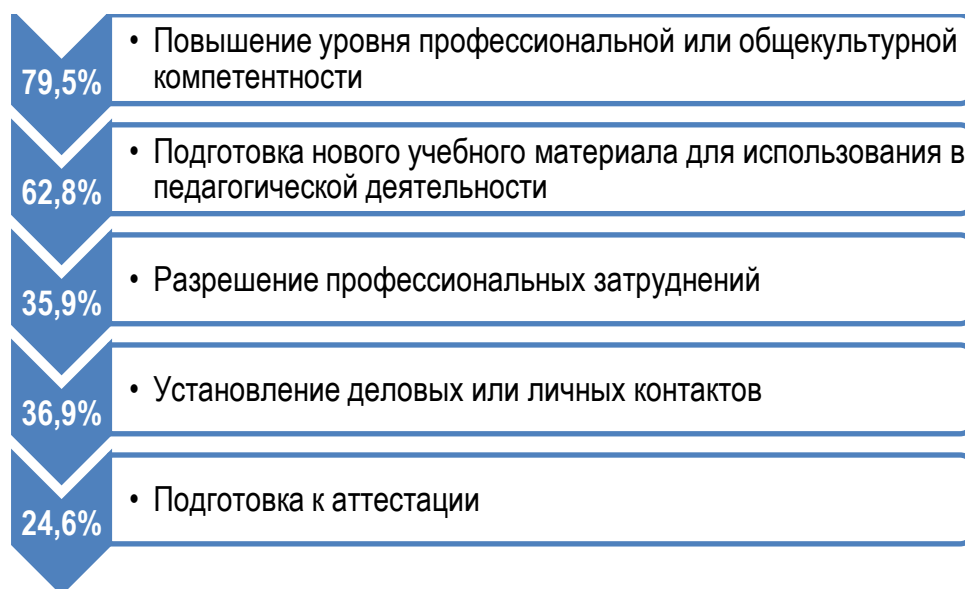 79,5%
• Повышение уровня профессиональной или общекультурной
компетентности
62,8%
• Подготовка нового учебного материала для использования в
педагогической деятельности
35,9%
• Разрешение профессиональных затруднений
36,9%
• Установление деловых или личных контактов
24,6%
• Подготовка к аттестации